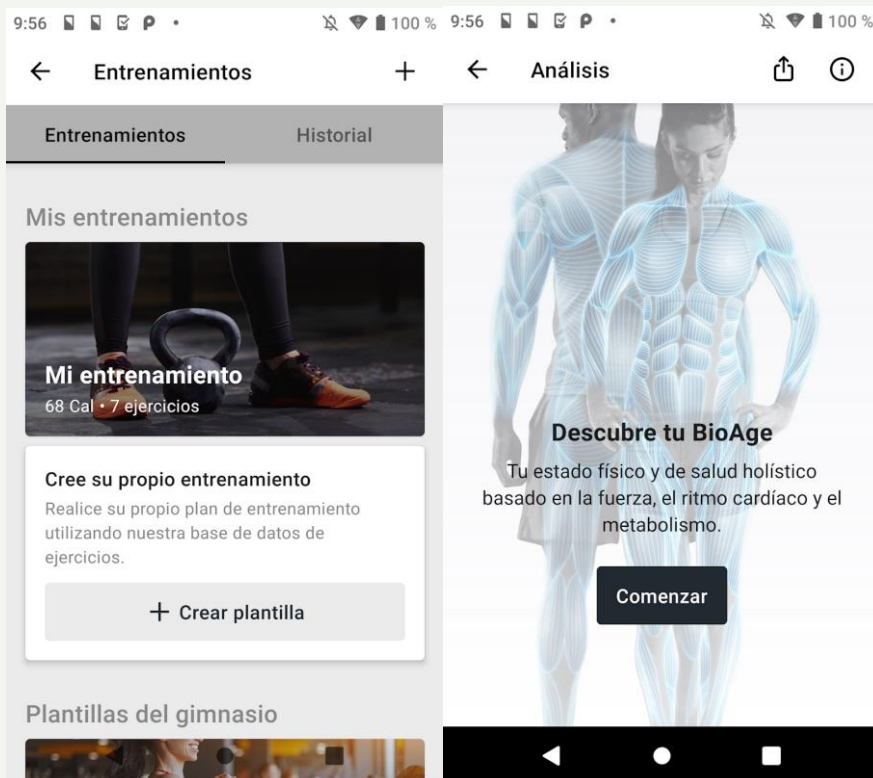 9:56 100 %
Entrenamientos
Entrenamientos Historial
Mis entrenamientos
Mi entrenamiento
68 Cal • 7 ejercicios
Cree su propio entrenamiento
Realice su propio plan de entrenamiento
utilizando nuestra base de datos de
ejercicios.
+ Crear plantilla
Plantillas del gimnasio
9:56 100 %
Análisis
Descubre tu BioAge
Tu estado físico y de salud holístico
basado en la fuerza, el ritmo cardíaco y el
metabolismo.
Comenzar